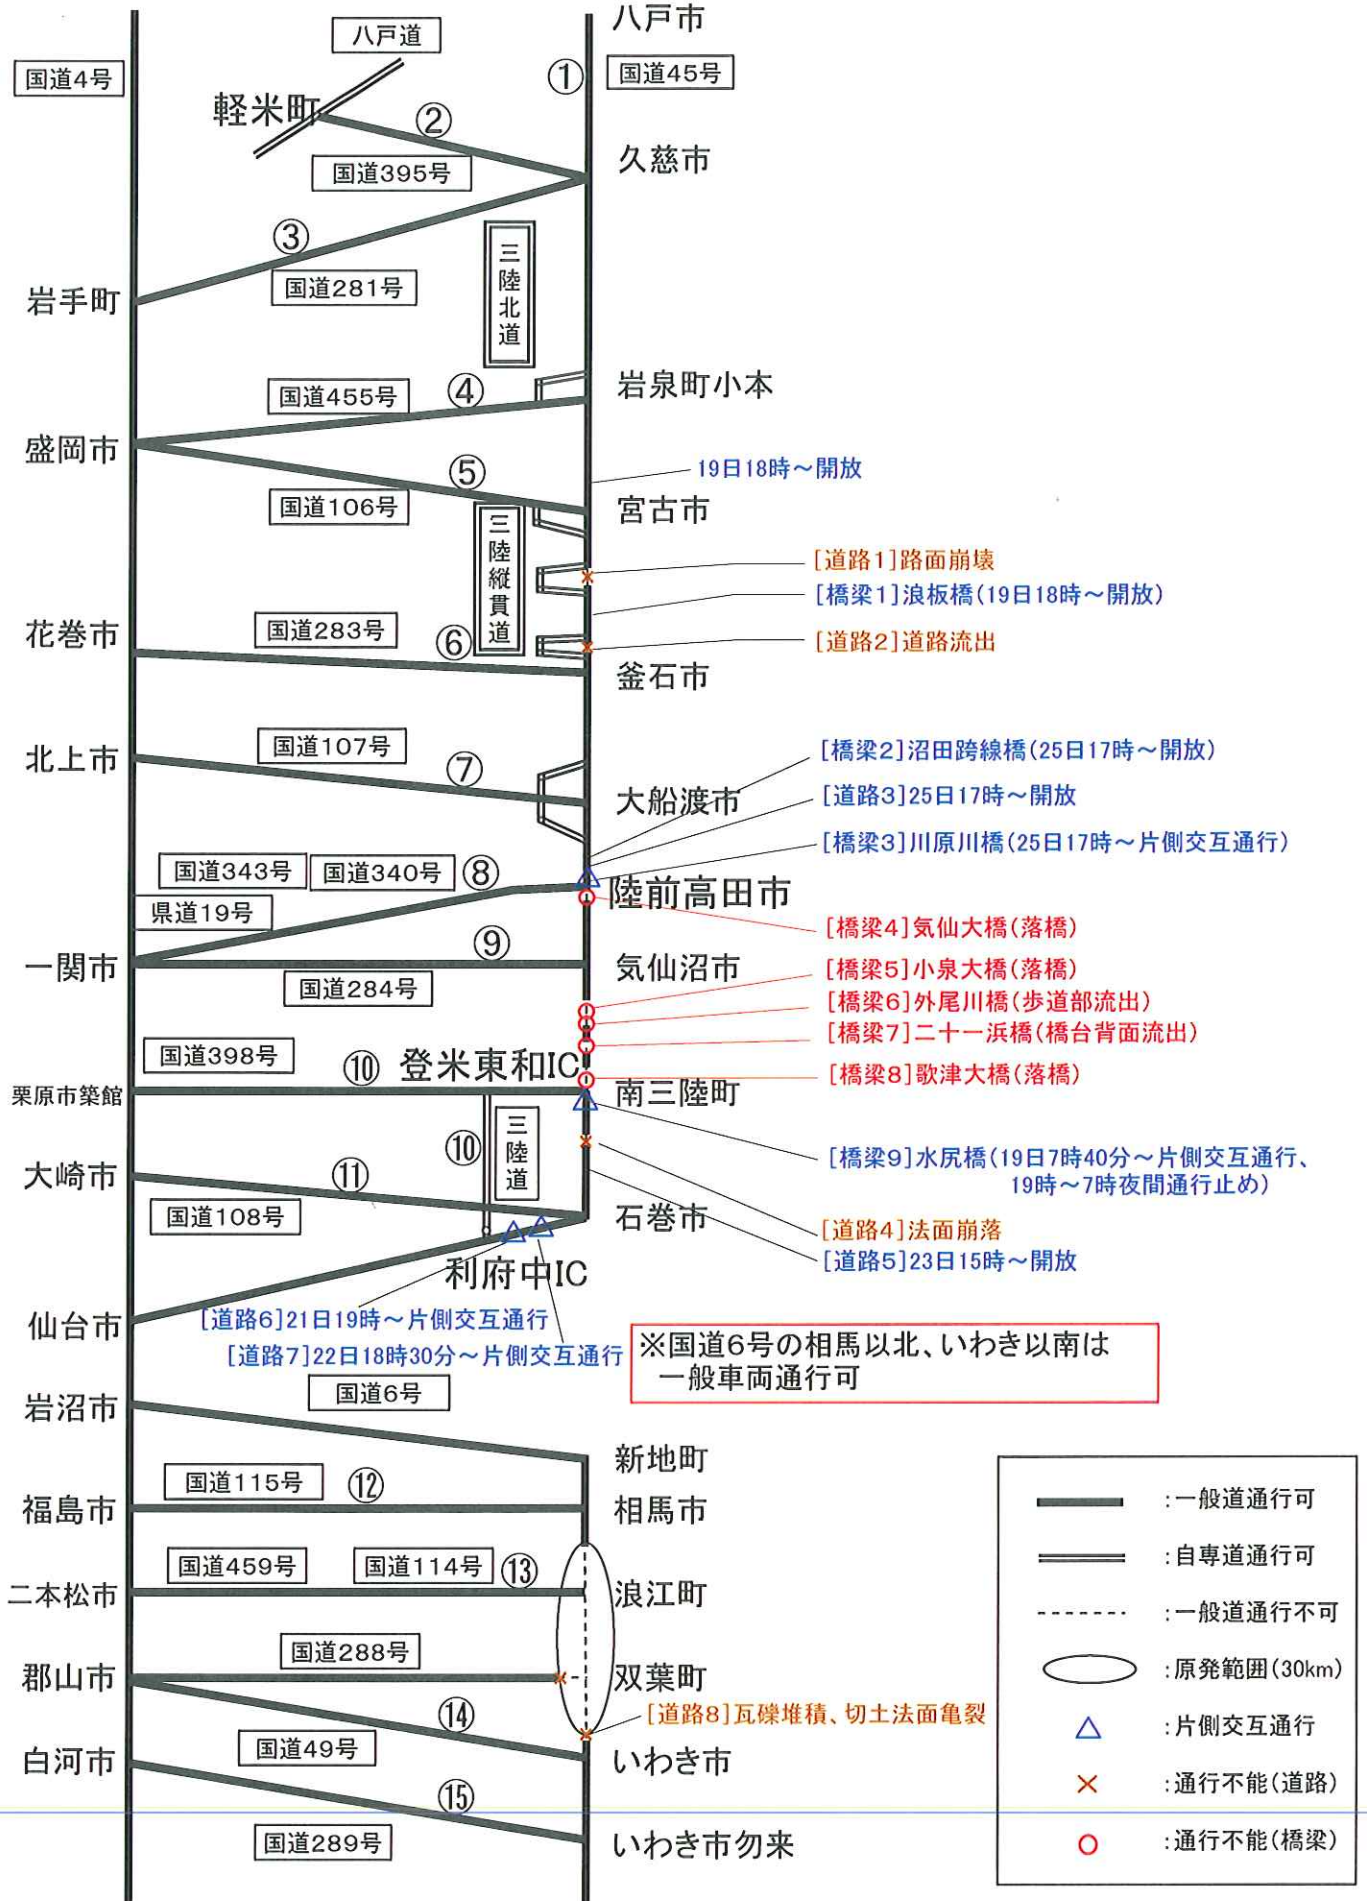 八戸市
八戸道
国道4号
①
国道45号
軽米町
②
久慈市
国道395号
③
三陸北道
国道281号
岩手町
岩泉町小本
国道455号
④
盛岡市
19日18時～開放
⑤
国道106号
宮古市
三陸縦貫道
[道路1]路面崩壊
[橋梁1]浪板橋(19日18時～開放)
花巻市
国道283号
⑥
[道路2]道路流出
釜石市
北上市
国道107号
⑦
[橋梁2]沼田跨線橋(25日17時～開放)
大船渡市
[道路3]25日17時～開放
[橋梁3]川原川橋(25日17時～片側交互通行)
国道343号
国道340号
⑧
陸前高田市
県道19号
[橋梁4]気仙大橋(落橋)
⑨
一関市
気仙沼市
[橋梁5]小泉大橋(落橋)
国道284号
[橋梁6]外尾川橋(歩道部流出)
[橋梁7]二十一浜橋(橋台背面流出)
国道398号
⑩
登米東和IC
[橋梁8]歌津大橋(落橋)
栗原市築館
南三陸町
⑩
三陸道
[橋梁9]水尻橋(19日7時40分～片側交互通行、
19時～7時夜間通行止め)
大崎市
⑪
国道108号
石巻市
[道路4]法面崩落
[道路5]23日15時～開放
利府中IC
仙台市
[道路6]21日19時～片側交互通行
[道路7]22日18時30分～片側交互通行
※国道6号の相馬以北、いわき以南は
一般車両通行可
国道6号
岩沼市
新地町
国道115号
⑫
福島市
相馬市
国道459号
国道114号
⑬
二本松市
浪江町
国道288号
郡山市
双葉町
[道路8]瓦礫堆積、切土法面亀裂
⑭
国道49号
白河市
いわき市
⑮
国道289号
いわき市勿来
:一般道通行可
:自専道通行可
:一般道通行不可
:原発範囲(30km)
:片側交互通行
:通行不能(道路)
:通行不能(橋梁)